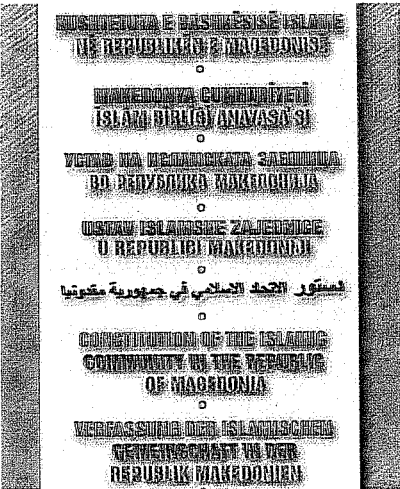 KUSHTETUTA E BASHKËSISË ISLAME
NË REPUBLIKËN E MAQEDONISË
MAKEDONYA CUMHURİYETİ
İSLAM BİRLİĞİ ANAYASA SI
УСТАВ НА ИСЛАМСКАТА ЗАЕДНИЦА
ВО РЕПУБЛИКА МАКЕДОНИЈА
USTAV ISLAMSKE ZAJEDNICE
U REPUBLICI MAKEDONIJI
دستور الاتحاد الاسلامي في جمهورية مقدونيا
CONSTITUTION OF THE ISLAMIC
COMMUNITY IN THE REPUBLIC
OF MACEDONIA
VERFASSUNG DER ISLAMISCHEN
GEMEINSCHAFT IN DER
REPUBLIK MAKEDONIEN